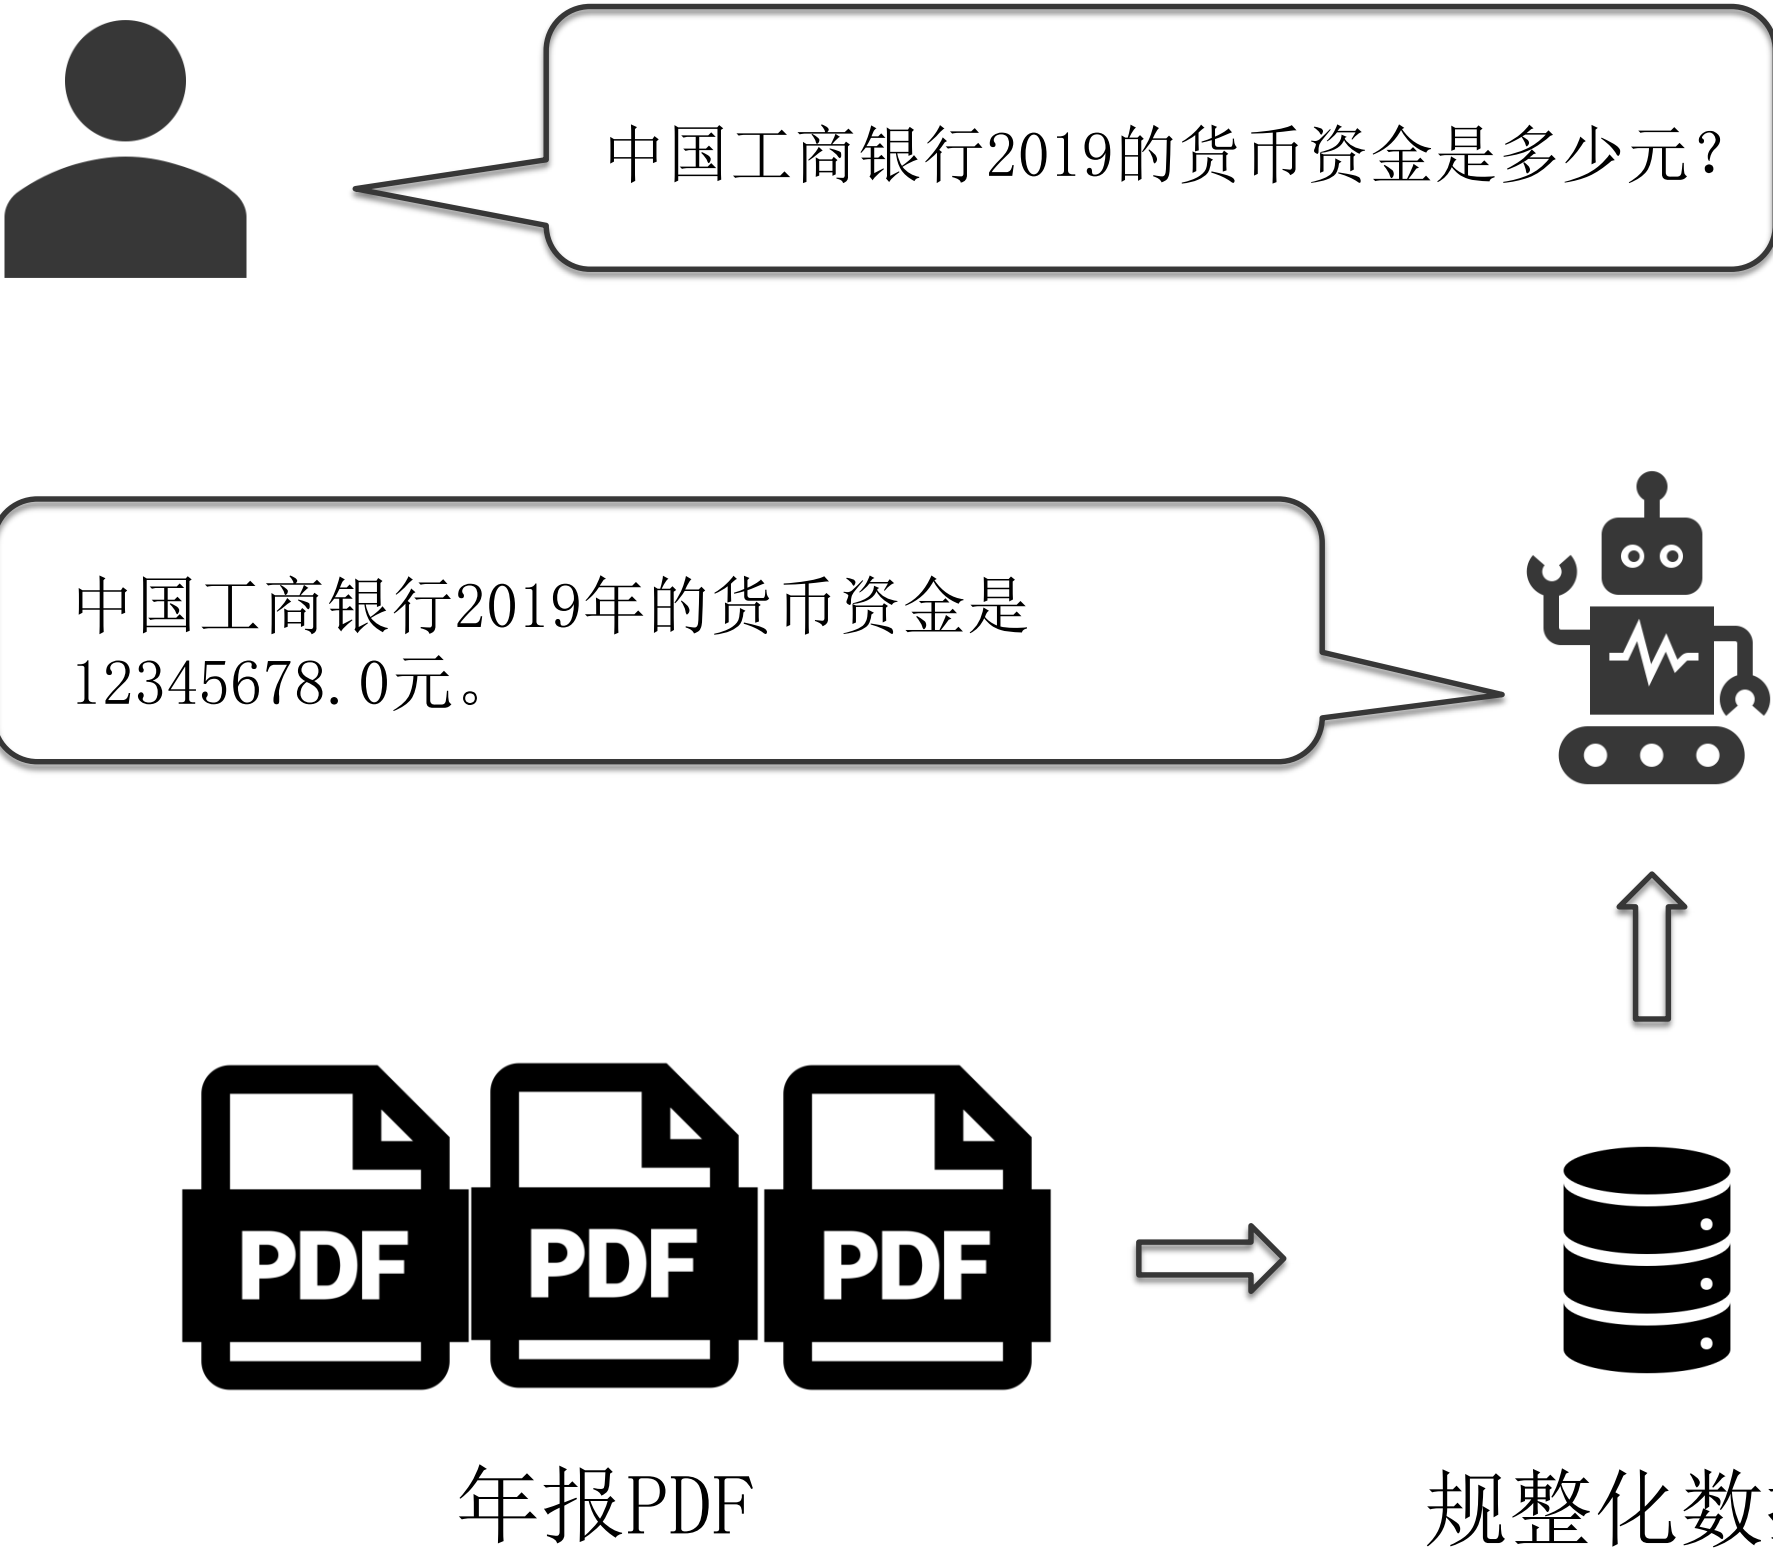 中国工商银行2019的货币资金是多少元？
中国工商银行2019年的货币资金是
12345678.0元。
PDF PDF PDF
年报PDF
规整化数